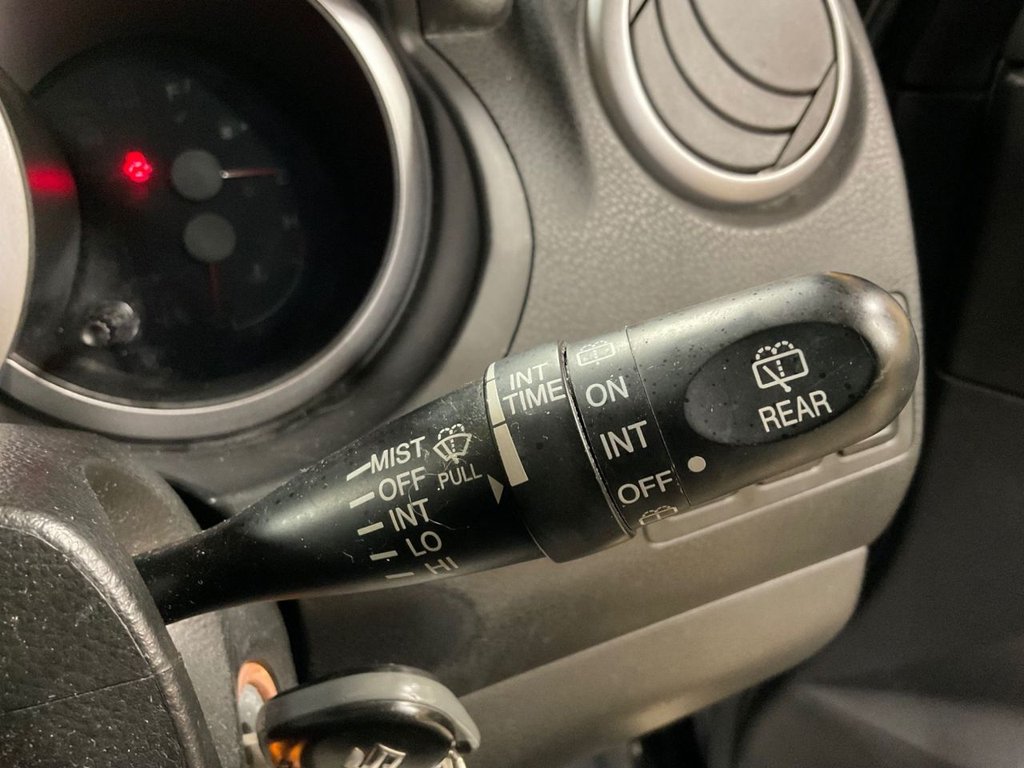 MIST
OFF
INT
LO
HI
PULL
INT
TIME
ON
INT
OFF
REAR